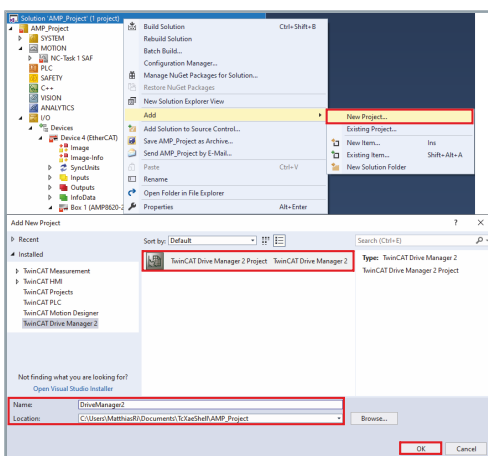 Solution 'AMP_Project' (1 project)
AMP_Project
SYSTEM
MOTION
NC-Task 1 SAF
PLC
SAFETY
C++
VISION
ANALYTICS
I/O
Devices
Device 4 (EtherCAT)
Image
Image-Info
SyncUnits
Inputs
Outputs
InfoData
Box 1 (AMP8620-2
Build Solution Ctrl+Shift+B
Rebuild Solution
Batch Build...
Configuration Manager...
Manage NuGet Packages for Solution...
Restore NuGet Packages
New Solution Explorer View
Add
Add Solution to Source Control...
Save AMP_Project as Archive...
Send AMP_Project by E-Mail...
Paste Ctrl+V
Rename
Open Folder in File Explorer
Properties Alt+Enter
New Project...
Existing Project...
New Item... Ins
Existing Item... Shift+Alt+A
New Solution Folder
Add New Project ? ×
Recent
Installed
TwinCAT Measurement
TwinCAT HMI
TwinCAT Projects
TwinCAT PLC
TwinCAT Motion Designer
TwinCAT Drive Manager 2
Not finding what you are looking for?
Open Visual Studio Installer
Sort by: Default
TwinCAT Drive Manager 2 Project TwinCAT Drive Manager 2
Search (Ctrl+E)
Type: TwinCAT Drive Manager 2
TwinCAT Drive Manager 2 Project
Name: DriveManager2
Location: C:\Users\MatthiasRi\Documents\TcXaeShell\AMP_Project
Browse...
OK Cancel